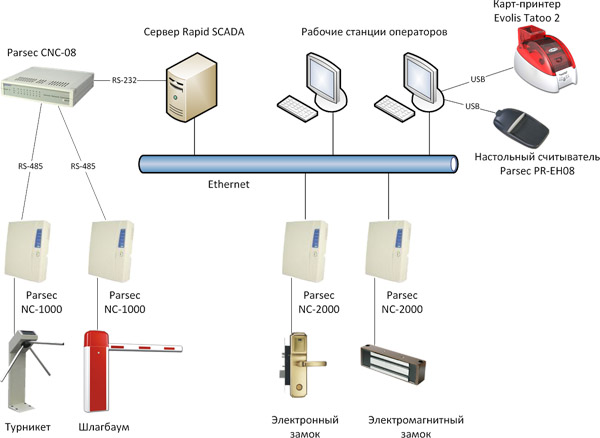 Карт-принтер
Evolis Tatoo 2
Сервер Rapid SCADA
Рабочие станции операторов
Parsec CNC-08
RS-232
USB
USB
Настольный считыватель
Parsec PR-EH08
RS-485
RS-485
Ethernet
Parsec
NC-1000
Parsec
NC-1000
Parsec
NC-2000
Parsec
NC-2000
Турникет
Шлагбаум
Электронный
замок
Электромагнитный
замок